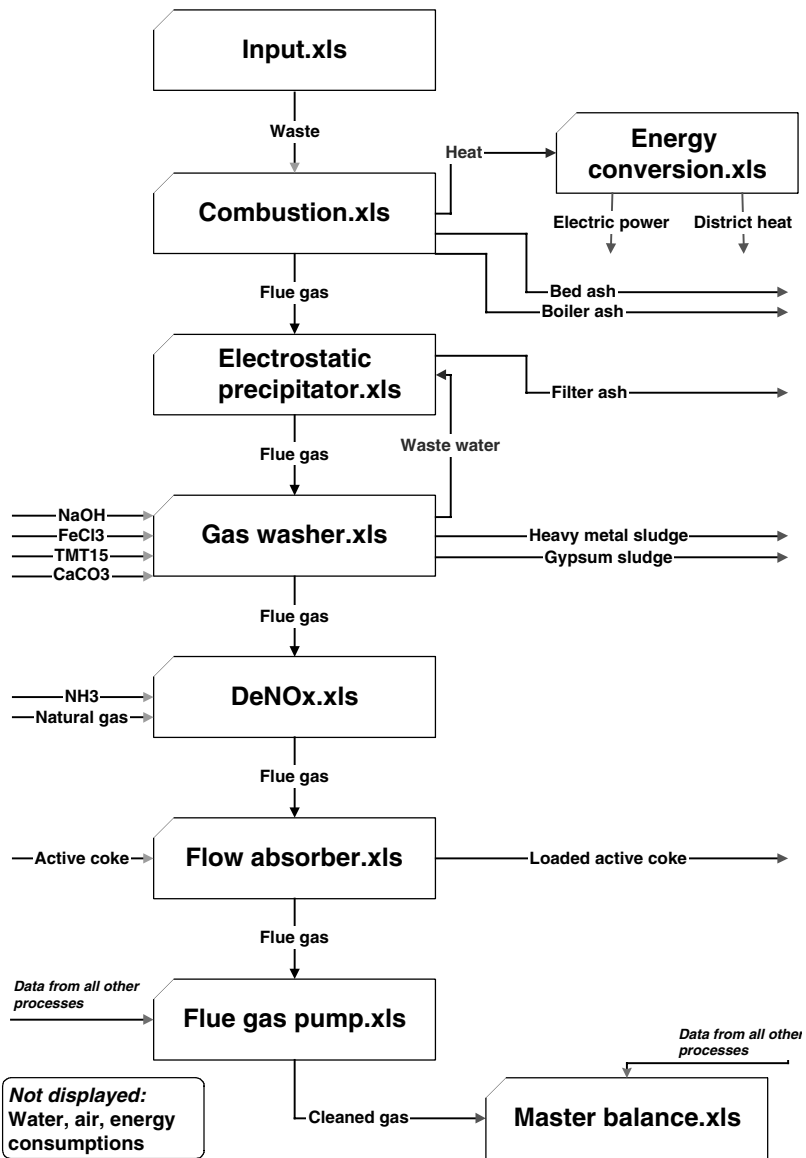 Input.xls
Waste
Energy
conversion.xls
Heat
Combustion.xls
Electric power
District heat
Flue gas
Bed ash
Boiler ash
Electrostatic
precipitator.xls
Filter ash
Flue gas
Waste water
NaOH
FeCl3
TMT15
CaCO3
Gas washer.xls
Heavy metal sludge
Gypsum sludge
Flue gas
NH3
Natural gas
DeNOx.xls
Flue gas
Active coke
Flow absorber.xls
Loaded active coke
Flue gas
Data from all other
processes
Flue gas pump.xls
Data from all other
processes
Not displayed:
Water, air, energy
consumptions
Cleaned gas
Master balance.xls